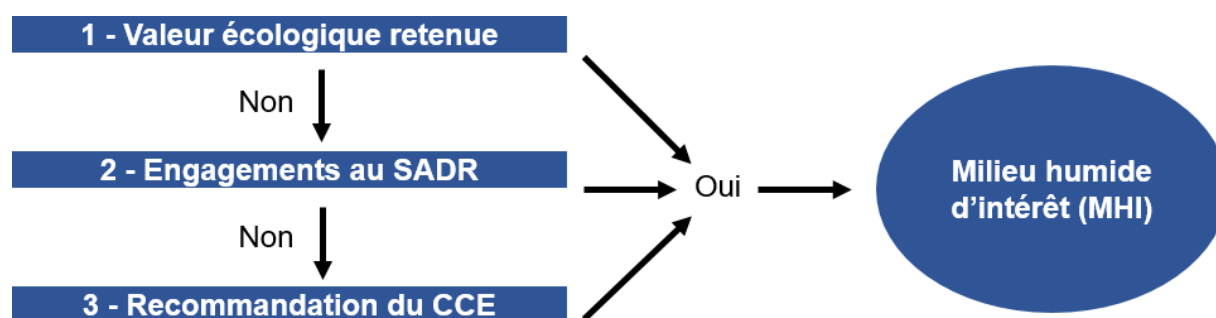 1 - Valeur écologique retenue
Non
2 - Engagements au SADR
Oui
Milieu humide
d'intérêt (MHI)
Non
3 - Recommandation du CCE